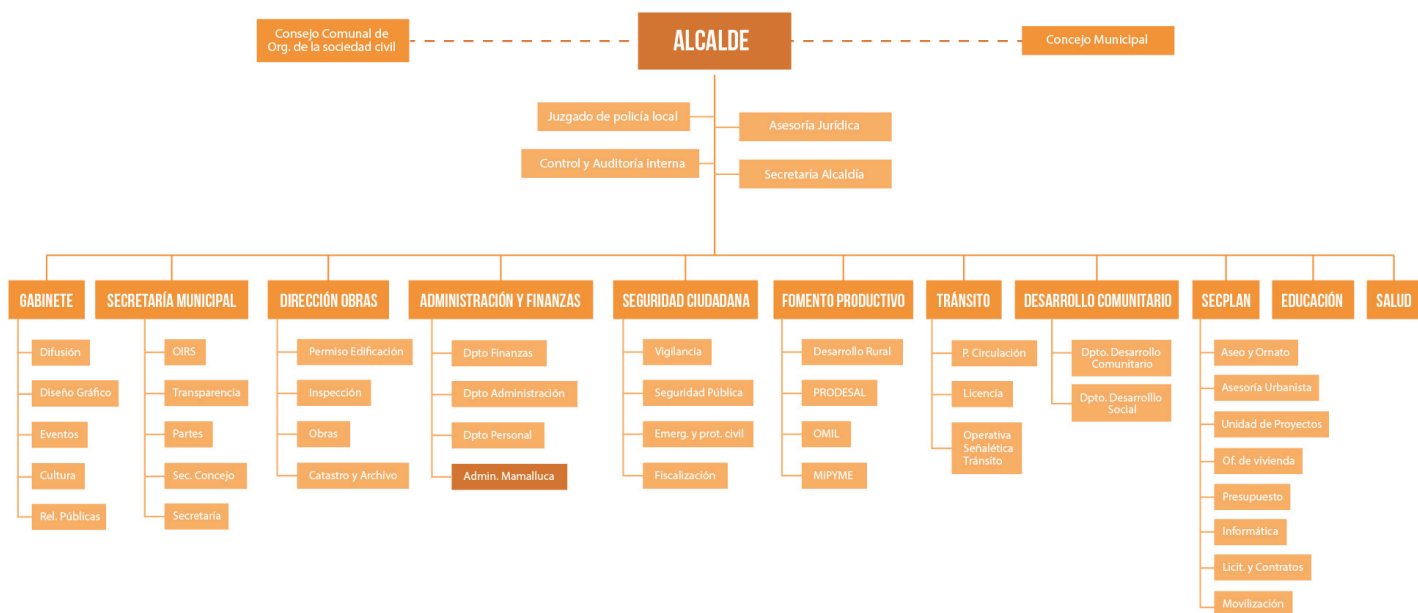 Consejo Comunal de
Org. de la sociedad civil
ALCALDE
Concejo Municipal
Juzgado de policía local
Asesoría Jurídica
Control y Auditoría interna
Secretaría Alcaldía
GABINETE
Difusión
Diseño Gráfico
Eventos
Cultura
Rel. Públicas
SECRETARÍA MUNICIPAL
OIRS
Transparencia
Partes
Sec. Concejo
Secretaría
DIRECCIÓN OBRAS
Permiso Edificación
Inspección
Obras
Catastro y Archivo
ADMINISTRACIÓN Y FINANZAS
Dpto Finanzas
Dpto Administración
Dpto Personal
Admin. Mamalluca
SEGURIDAD CIUDADANA
Vigilancia
Seguridad Pública
Emerg. y prot. civil
Fiscalización
FOMENTO PRODUCTIVO
Desarrollo Rural
PRODESAL
OMIL
MiPYME
TRÁNSITO
P. Circulación
Licencia
Operativa
Señalética
Tránsito
DESARROLLO COMUNITARIO
Dpto. Desarrollo
Comunitario
Dpto. Desarrolllo
Social
SECPLAN
Aseo y Ornato
Asesoría Urbanista
Unidad de Proyectos
Of. de vivienda
Presupuesto
Informática
Licit. y Contratos
Movilización
EDUCACIÓN
SALUD